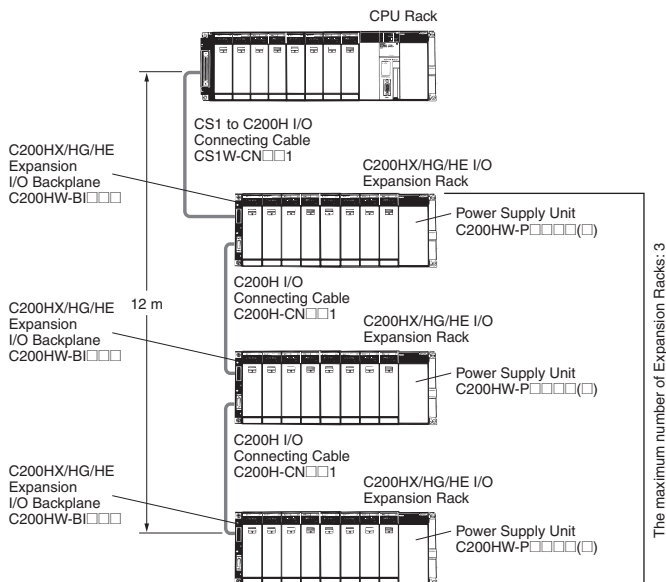 CPU Rack
CS1 to C200H I/O
Connecting Cable
CS1W-CN□□1
C200HX/HG/HE
Expansion
I/O Backplane
C200HW-BI□□□
C200HX/HG/HE I/O
Expansion Rack
Power Supply Unit
C200HW-P□□□□(□)
C200H I/O
Connecting Cable
C200H-CN□□1
12 m
C200HX/HG/HE
Expansion
I/O Backplane
C200HW-BI□□□
C200HX/HG/HE I/O
Expansion Rack
Power Supply Unit
C200HW-P□□□□(□)
C200H I/O
Connecting Cable
C200H-CN□□1
C200HX/HG/HE
Expansion
I/O Backplane
C200HW-BI□□□
C200HX/HG/HE I/O
Expansion Rack
Power Supply Unit
C200HW-P□□□□(□)
The maximum number of Expansion Racks: 3